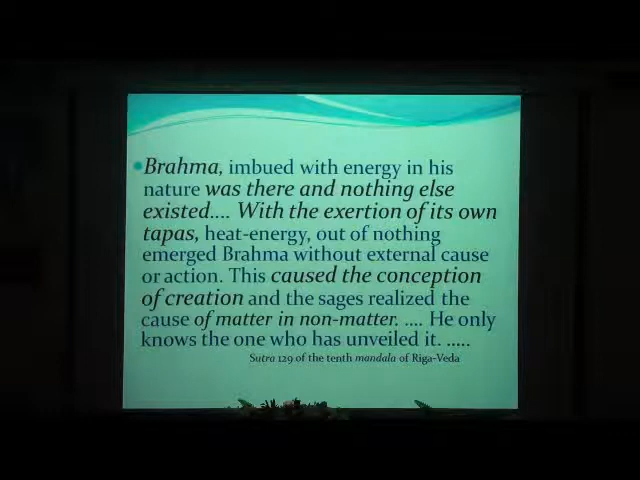 • Brahma, imbued with energy in his
nature was there and nothing else
existed.... With the exertion of its own
tapas, heat-energy, out of nothing
emerged Brahma without external cause
or action. This caused the conception
of creation and the sages realized the
cause of matter in non-matter. .... He only
knows the one who has unveiled it. .....
Sutra 129 of the tenth mandala of Riga-Veda